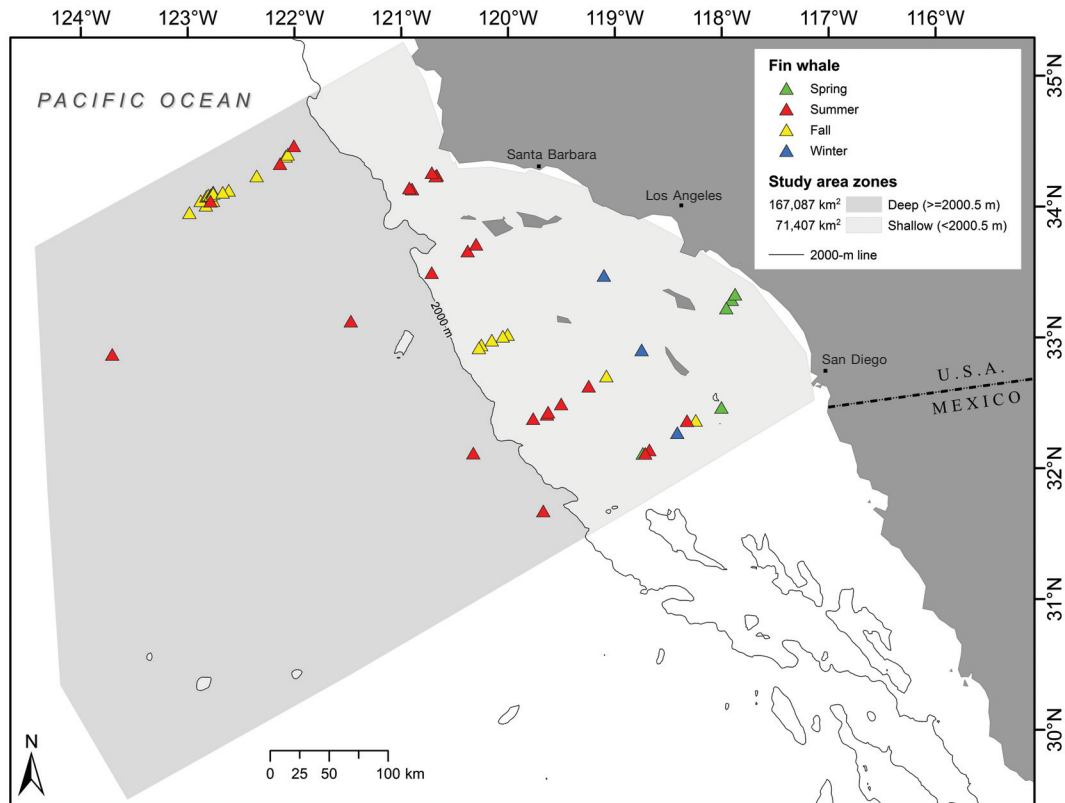 124°W 123°W 122°W 121°W 120°W 119°W 118°W 117°W 116°W
PACIFIC OCEAN
Fin whale
Spring
Summer
Fall
Winter
Study area zones
167,087 km² Deep (>=2000.5 m)
71,407 km² Shallow (<2000.5 m)
2000-m line
35°N
34°N
33°N
32°N
31°N
30°N
Santa Barbara
Los Angeles
2000-m
San Diego
U.S.A.
MEXICO
N
0 25 50 100 km